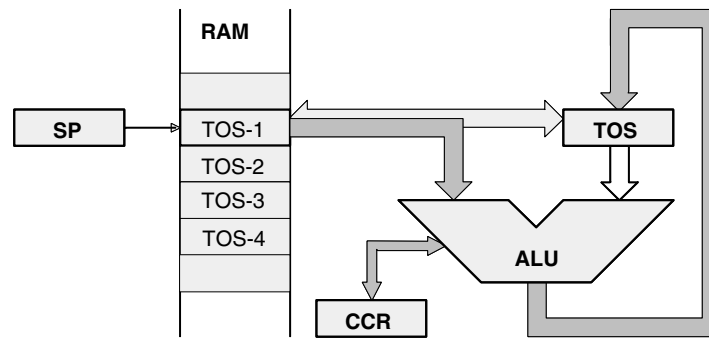 RAM
SP
TOS-1
TOS
TOS-2
TOS-3
TOS-4
ALU
CCR